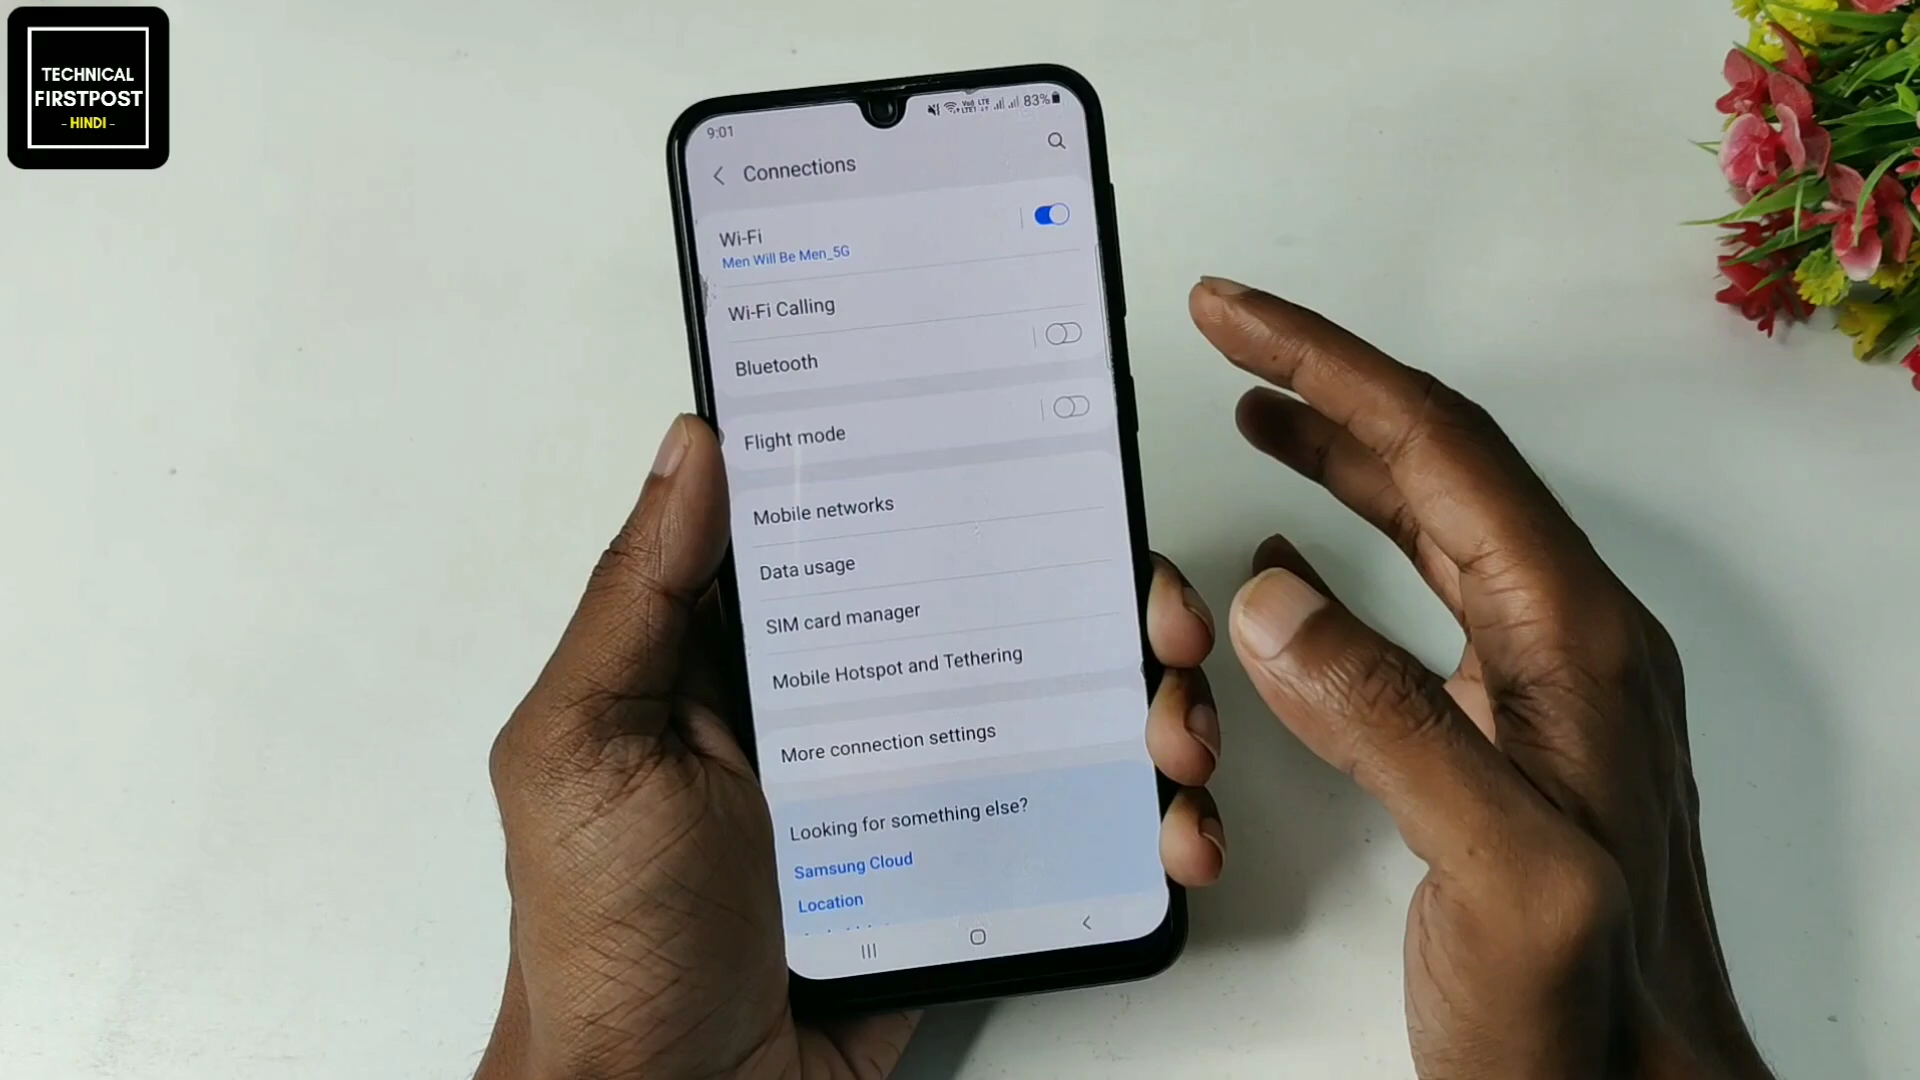 TECHNICAL
FIRSTPOST
- HINDI -
9:01
83%
Connections
Wi-Fi
Men Will Be Men_5G
Wi-Fi Calling
Bluetooth
Flight mode
Mobile networks
Data usage
SIM card manager
Mobile Hotspot and Tethering
More connection settings
Looking for something else?
Samsung Cloud
Location